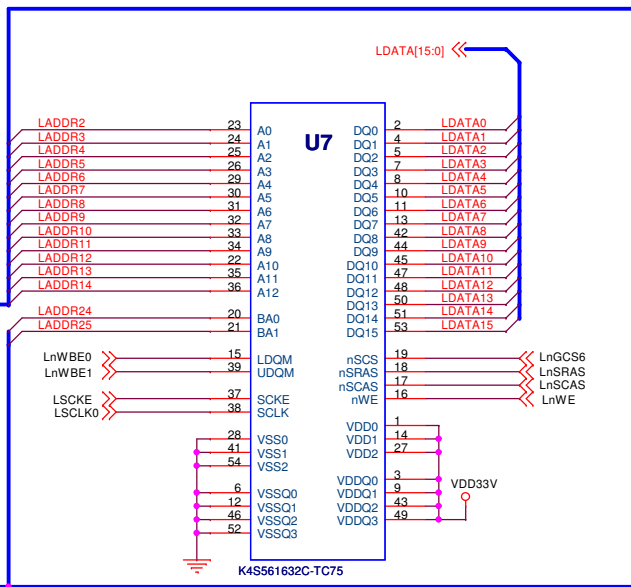 LDATA[15:0]
U7
LADDR2 23 A0 DQ0 2 LDATA0
LADDR3 24 A1 DQ1 4 LDATA1
LADDR4 25 A2 DQ2 5 LDATA2
LADDR5 26 A3 DQ3 7 LDATA3
LADDR6 29 A4 DQ4 8 LDATA4
LADDR7 30 A5 DQ5 10 LDATA5
LADDR8 31 A6 DQ6 11 LDATA6
LADDR9 32 A7 DQ7 13 LDATA7
LADDR10 33 A8 DQ8 42 LDATA8
LADDR11 34 A9 DQ9 44 LDATA9
LADDR12 22 A10 DQ10 45 LDATA10
LADDR13 35 A11 DQ11 47 LDATA11
LADDR14 36 A12 DQ12 48 LDATA12
DQ13 50 LDATA13
LADDR24 20 BA0 DQ14 51 LDATA14
LADDR25 21 BA1 DQ15 53 LDATA15
LnWBE0 15 LDQM nSCS 19 LnGCS6
LnWBE1 39 UDQM nSRAS 18 LnSRAS
nSCAS 17 LnSCAS
LSCKE 37 SCKE nWE 16 LnWE
LSCLK0 38 SCLK
VDD0 1
28 VSS0 VDD1 14
41 VSS1 VDD2 27
54 VSS2
VDDQ0 3
6 VSSQ0 VDDQ1 9 VDD33V
12 VSSQ1 VDDQ2 43
46 VSSQ2 VDDQ3 49
52 VSSQ3
K4S561632C-TC75